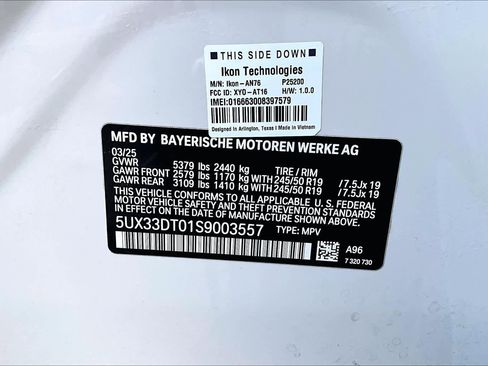 THIS SIDE DOWN
Ikon Technologies
M/N: Ikon-AN76 P25200
FCC ID: XYO-AT16 H/W: 1.0.0
IMEI:016663008397579
Designed in Arlington, Texas | Made in Vietnam
MFD BY BAYERISCHE MOTOREN WERKE AG
03/25
GVWR 5379 lbs 2440 kg TIRE / RIM
GAWR FRONT 2579 lbs 1170 kg WITH 245/50 R19 /7.5Jx 19
GAWR REAR 3109 lbs 1410 kg WITH 245/50 R19 /7.5Jx 19
THIS VEHICLE CONFORMS TO ALL APPLICABLE U.S. FEDERAL
MOTOR VEHICLE SAFETY AND THEFT PREVENTION STANDARDS
IN EFFECT ON THE DATE OF MANUFACTURE SHOWN ABOVE.
5UX33DT01S9003557 TYPE: MPV
A96
7 320 730